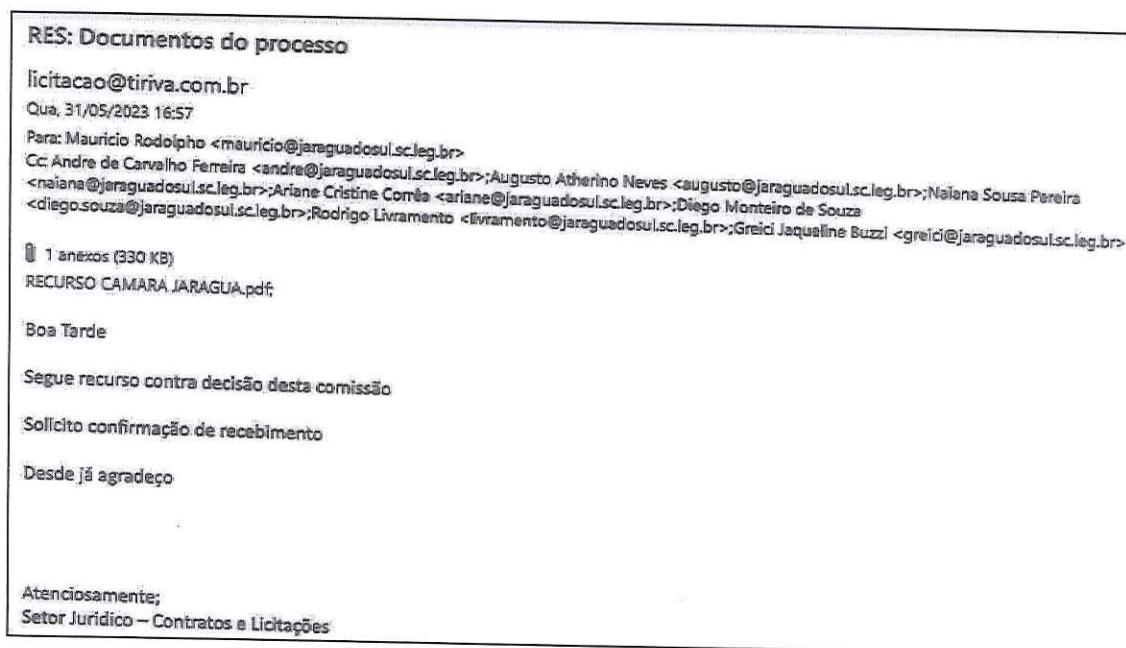 RES: Documentos do processo
licitacao@tiriva.com.br
Qua, 31/05/2023 16:57
Para: Mauricio Rodolpho <mauricio@jaraguadosul.sc.leg.br>
Cc: Andre de Carvalho Ferreira <andre@jaraguadosul.sc.leg.br>;Augusto Atherino Neves <augusto@jaraguadosul.sc.leg.br>;Naiana Sousa Pereira
<naiana@jaraguadosul.sc.leg.br>;Ariane Cristine Corrêa <ariane@jaraguadosul.sc.leg.br>;Diego Monteiro de Souza
<diego.souza@jaraguadosul.sc.leg.br>;Rodrigo Livramento <livramento@jaraguadosul.sc.leg.br>;Greici Jaqueline Buzzi <greici@jaraguadosul.sc.leg.br>
1 anexos (330 KB)
RECURSO CAMARA JARAGUA.pdf;
Boa Tarde
Segue recurso contra decisão desta comissão
Solicito confirmação de recebimento
Desde já agradeço
Atenciosamente;
Setor Juridico – Contratos e Licitações